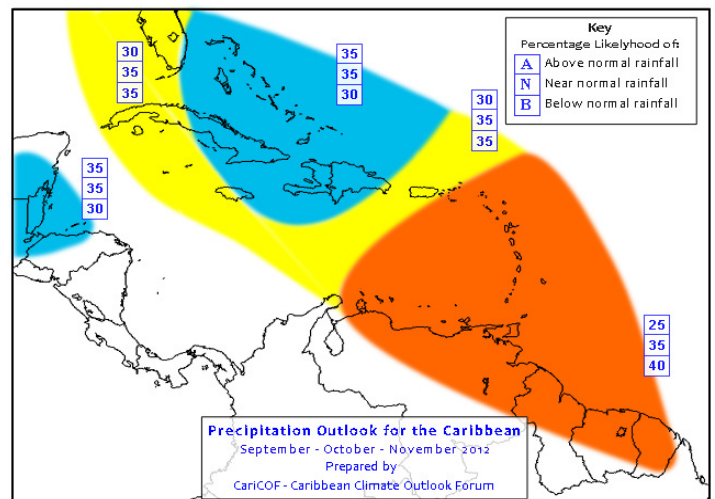 Key
Percentage Likelyhood of:
A Above normal rainfall
N Near normal rainfall
B Below normal rainfall
30
35
35
35
35
30
30
35
35
35
35
30
25
35
40
Precipitation Outlook for the Caribbean
September - October - November 2012
Prepared by
CariCOF - Caribbean Climate Outlook Forum